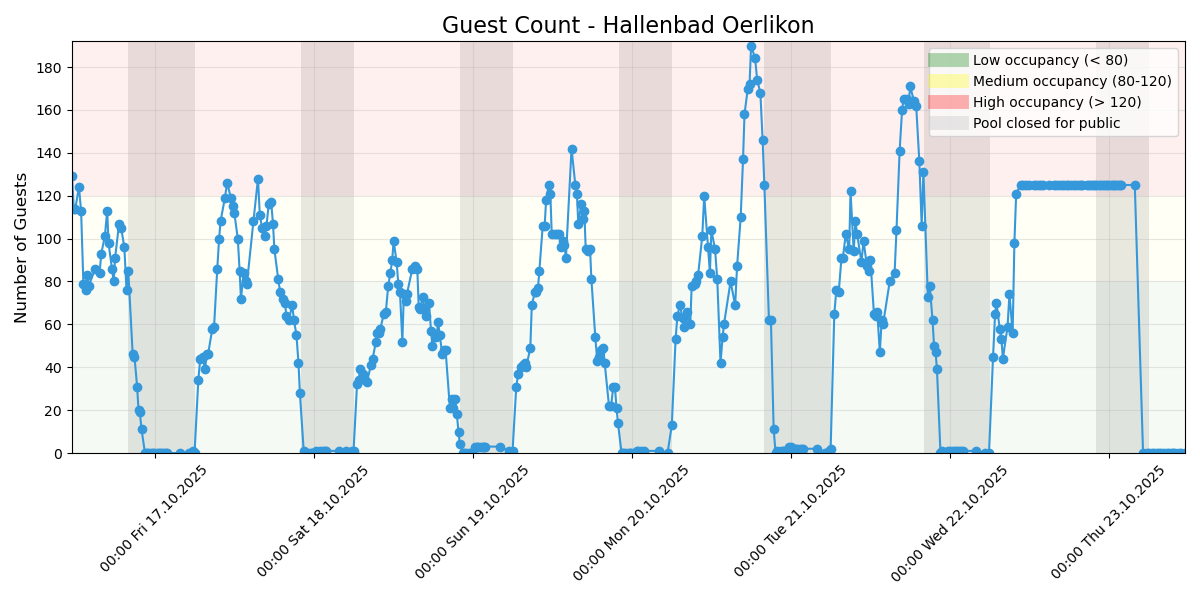 Guest Count - Hallenbad Oerlikon
Number of Guests
180
160
140
120
100
80
60
40
20
0
Low occupancy (< 80)
Medium occupancy (80-120)
High occupancy (> 120)
Pool closed for public
00:00 Fri 17.10.2025
00:00 Sat 18.10.2025
00:00 Sun 19.10.2025
00:00 Mon 20.10.2025
00:00 Tue 21.10.2025
00:00 Wed 22.10.2025
00:00 Thu 23.10.2025